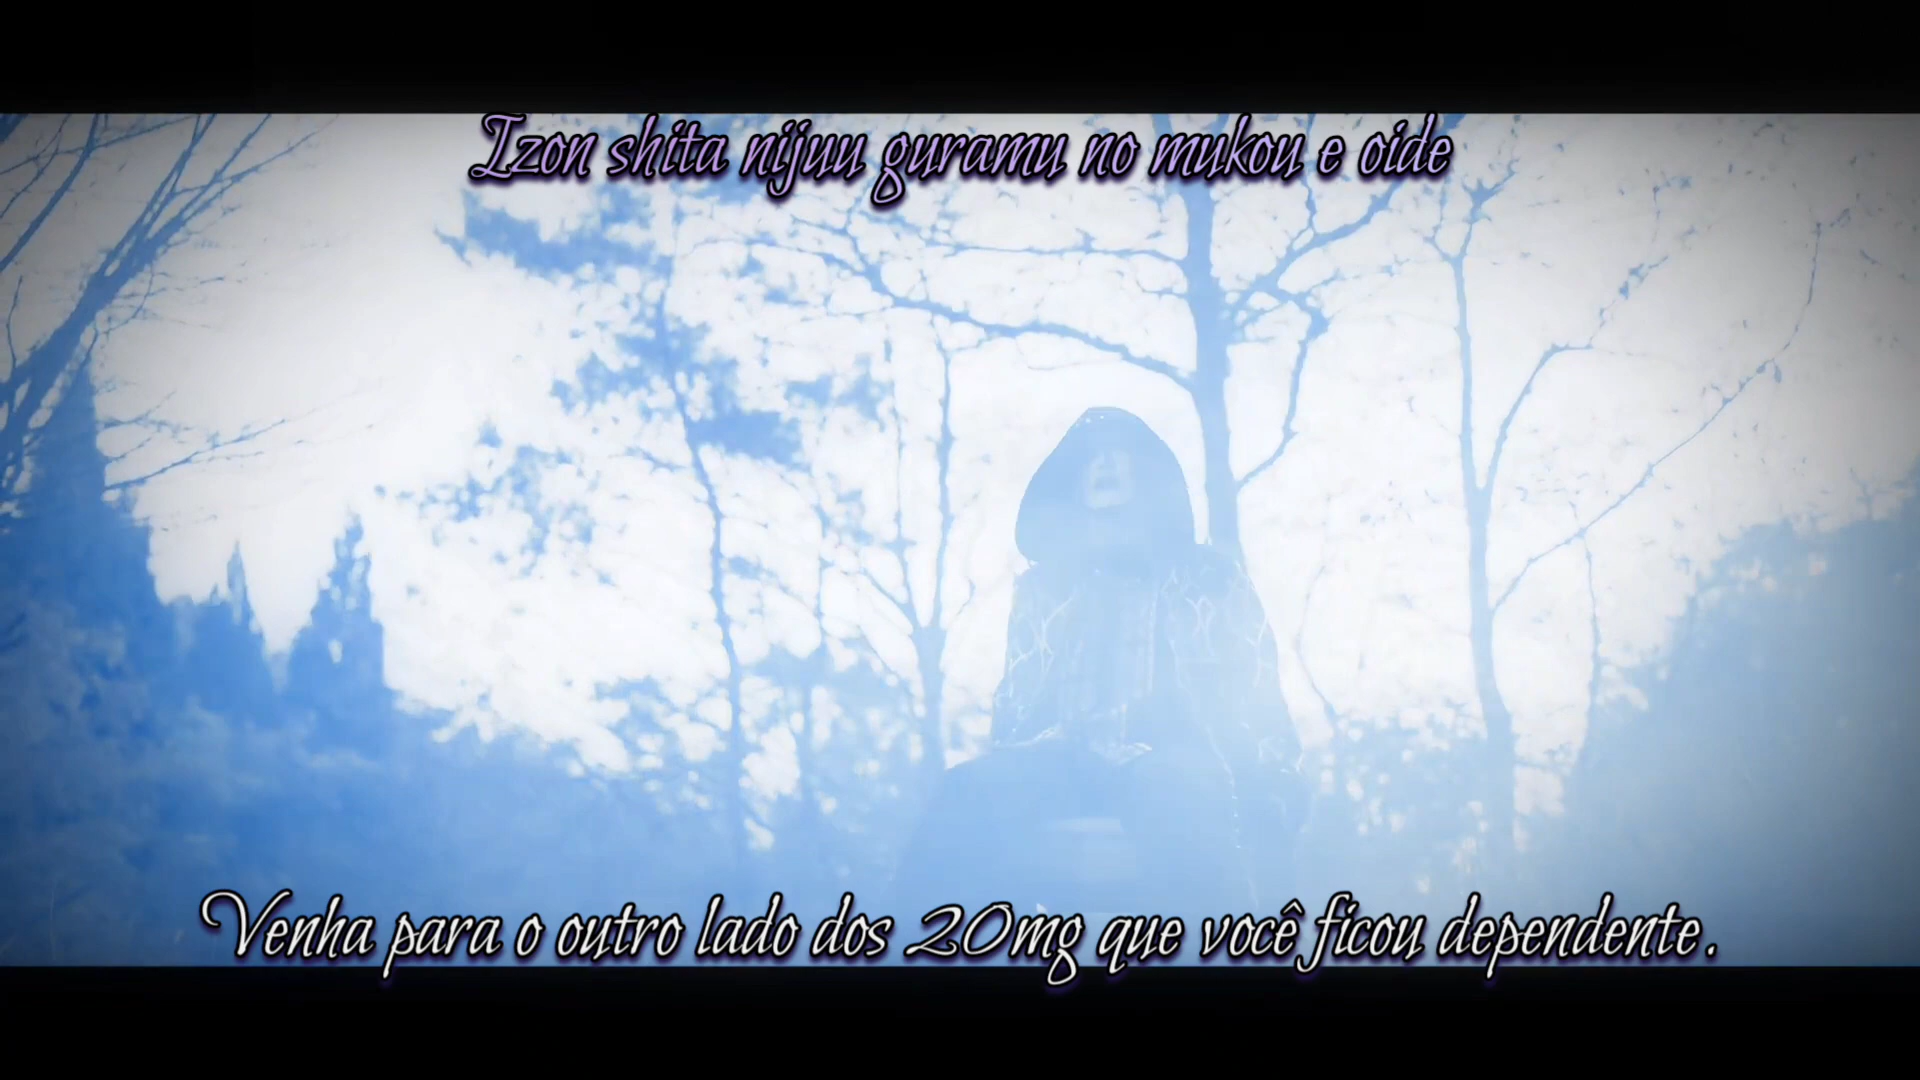 Izon shita nijuu guramu no mukou e oide
Venha para o outro lado dos 20mg que você ficou dependente.